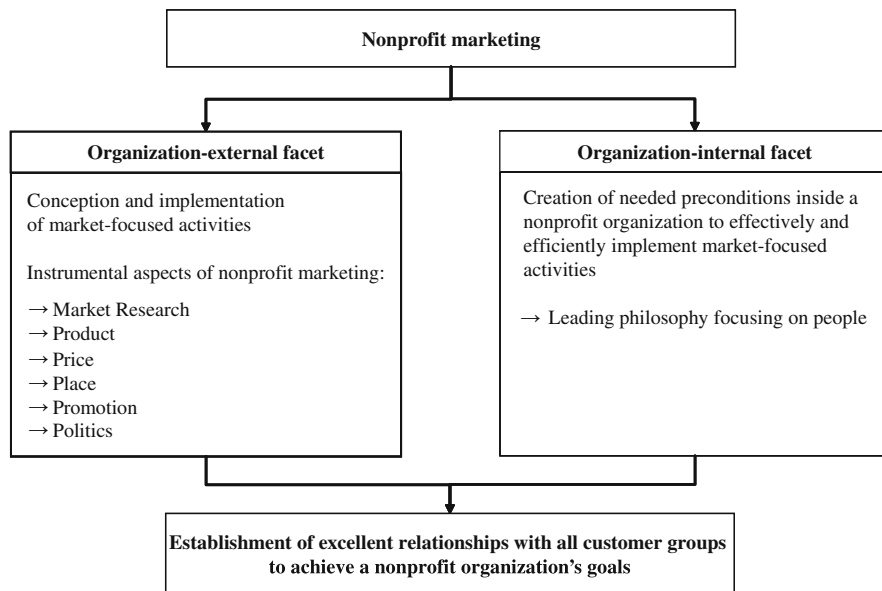 Nonprofit marketing
Organization-external facet
Conception and implementation
of market-focused activities
Instrumental aspects of nonprofit marketing:
→ Market Research
→ Product
→ Price
→ Place
→ Promotion
→ Politics
Organization-internal facet
Creation of needed preconditions inside a
nonprofit organization to effectively and
efficiently implement market-focused
activities
→ Leading philosophy focusing on people
Establishment of excellent relationships with all customer groups
to achieve a nonprofit organization's goals